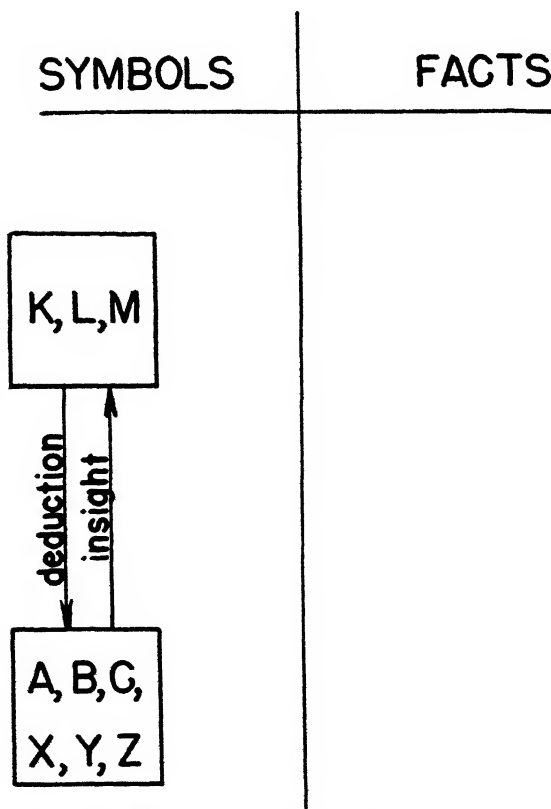 SYMBOLS FACTS
K, L, M
deduction
insight
A, B, C,
X, Y, Z